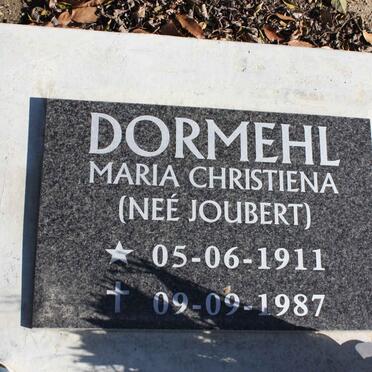 DORMEHL
MARIA CHRISTIENA
(NEÉ JOUBERT)
★ 05-06-1911
✝ 09-09-1987